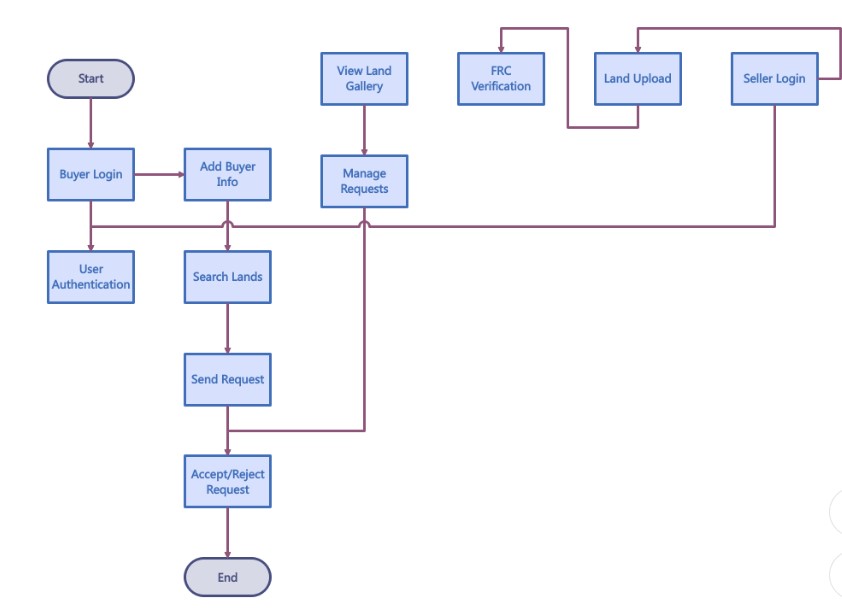 Start
View Land
Gallery
FRC
Verification
Land Upload
Seller Login
Buyer Login
Add Buyer
Info
Manage
Requests
User
Authentication
Search Lands
Send Request
Accept/Reject
Request
End